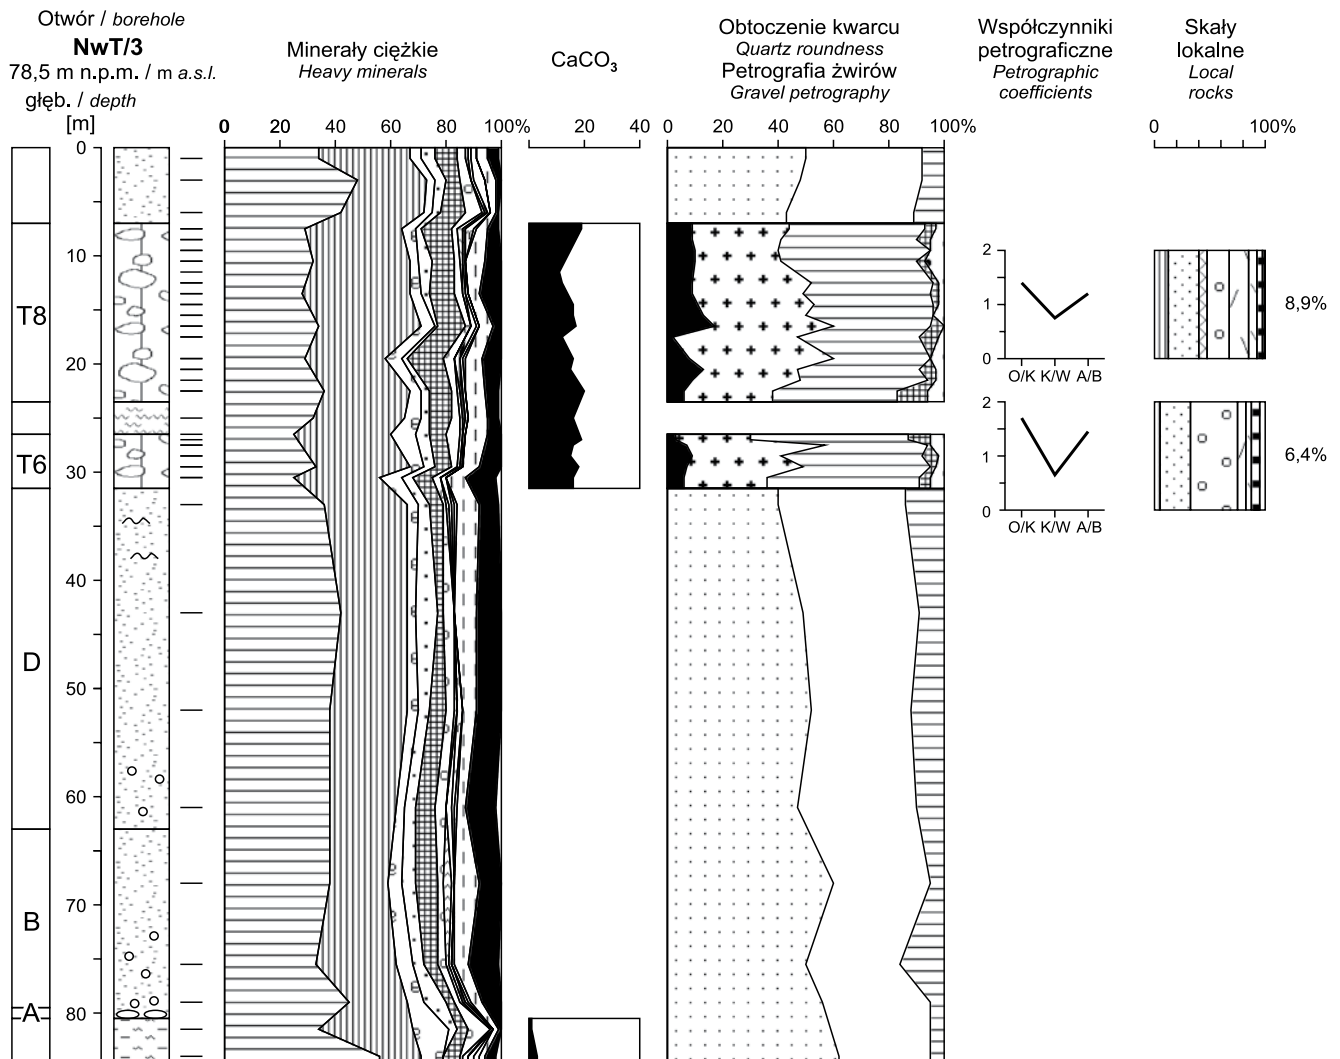 Otwór / borehole
NwT/3
78,5 m n.p.m. / m a.s.l.
głęb. / depth
[m]
Minerały ciężkie
Heavy minerals
CaCO3
Obtoczenie kwarcu
Quartz roundness
Petrografia żwirów
Gravel petrography
Współczynniki
petrograficzne
Petrographic
coefficients
Skały
lokalne
Local
rocks
0 20 40 60 80 100%
20 40
0 20 40 60 80 100%
0 100%
0
10
20
30
40
50
60
70
80
T8
T6
D
B
A
2
1
0
O/K K/W A/B
8,9%
2
1
0
O/K K/W A/B
6,4%